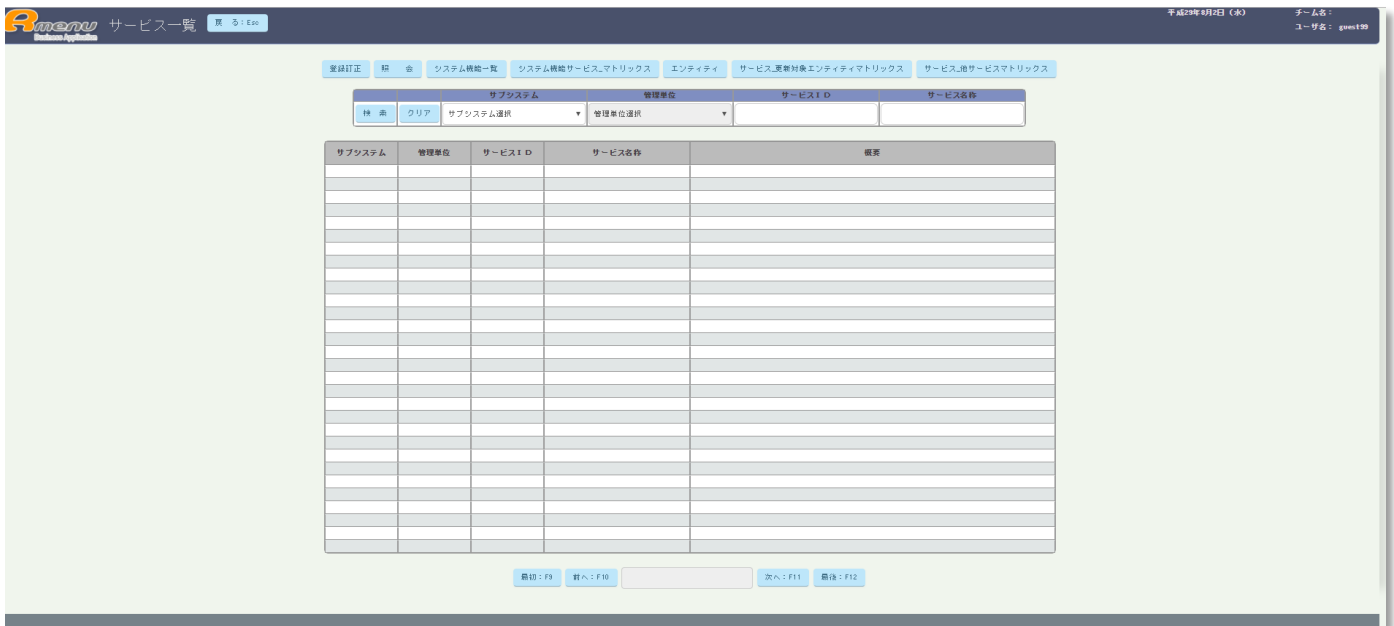 Amenu
Business Application
サービス一覧
戻 る:Esc
平成29年8月2日 (水)
チーム名:
ユーザ名: guest99
登録訂正 照 会 システム機能一覧 システム機能サービス_マトリックス エンティティ サービス_更新対象エンティティマトリックス サービス_他サービスマトリックス
サブシステム 管理単位 サービスID サービス名称
検 索 クリア サブシステム選択 管理単位選択
サブシステム 管理単位 サービスID サービス名称 概要
最初:F9 前へ:F10 次へ:F11 最後:F12